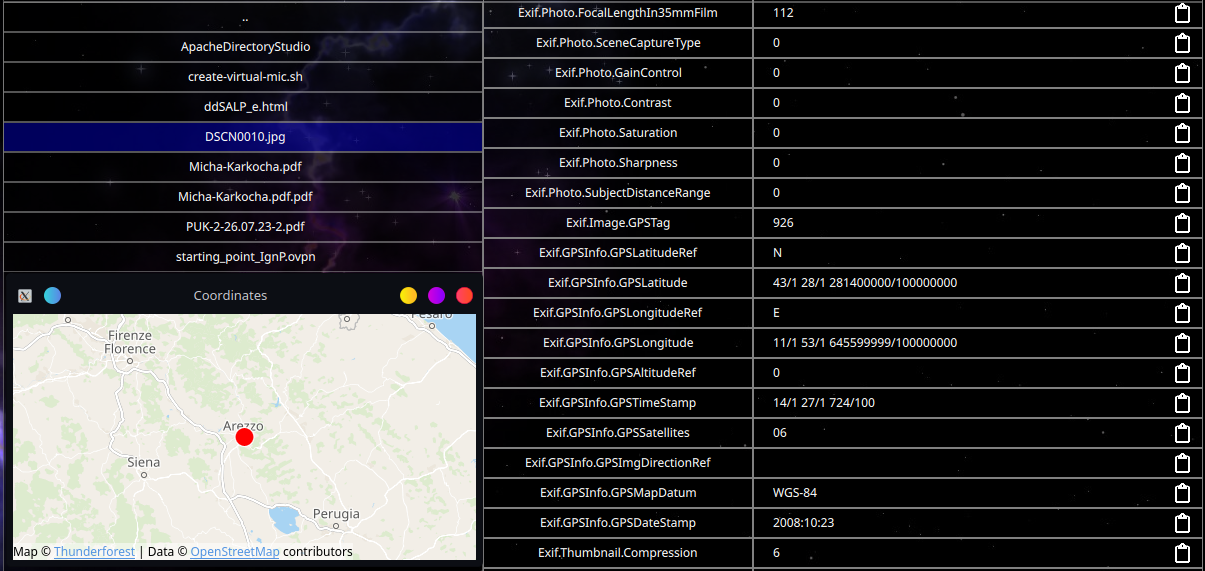 ..
ApacheDirectoryStudio
create-virtual-mic.sh
ddSALP_e.html
DSCN0010.jpg
Micha-Karkocha.pdf
Micha-Karkocha.pdf.pdf
PUK-2-26.07.23-2.pdf
starting_point_IgnP.ovpn
Coordinates
Pesaro
Firenze
Florence
Arezzo
Siena
Perugia
Map © Thunderforest | Data © OpenStreetMap contributors
Exif.Photo.FocalLengthIn35mmFilm 112
Exif.Photo.SceneCaptureType 0
Exif.Photo.GainControl 0
Exif.Photo.Contrast 0
Exif.Photo.Saturation 0
Exif.Photo.Sharpness 0
Exif.Photo.SubjectDistanceRange 0
Exif.Image.GPSTag 926
Exif.GPSInfo.GPSLatitudeRef N
Exif.GPSInfo.GPSLatitude 43/1 28/1 281400000/100000000
Exif.GPSInfo.GPSLongitudeRef E
Exif.GPSInfo.GPSLongitude 11/1 53/1 645599999/100000000
Exif.GPSInfo.GPSAltitudeRef 0
Exif.GPSInfo.GPSTimeStamp 14/1 27/1 724/100
Exif.GPSInfo.GPSSatellites 06
Exif.GPSInfo.GPSImgDirectionRef
Exif.GPSInfo.GPSMapDatum WGS-84
Exif.GPSInfo.GPSDateStamp 2008:10:23
Exif.Thumbnail.Compression 6